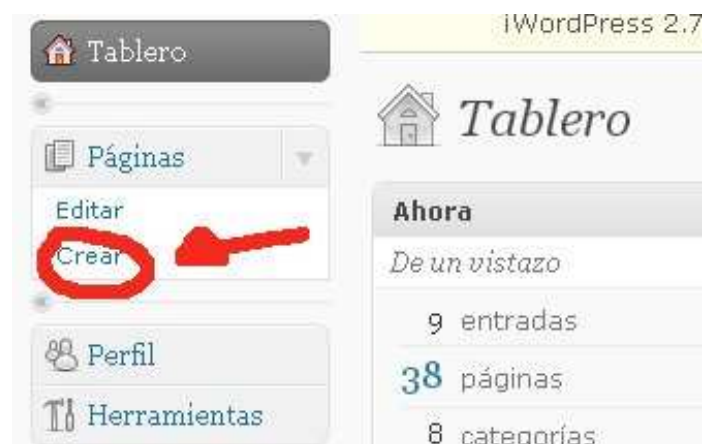 Tablero
Páginas
Editar
Crear
Perfil
Herramientas
¡WordPress 2.7
Tablero
Ahora
De un vistazo
9 entradas
38 páginas
8 categorías